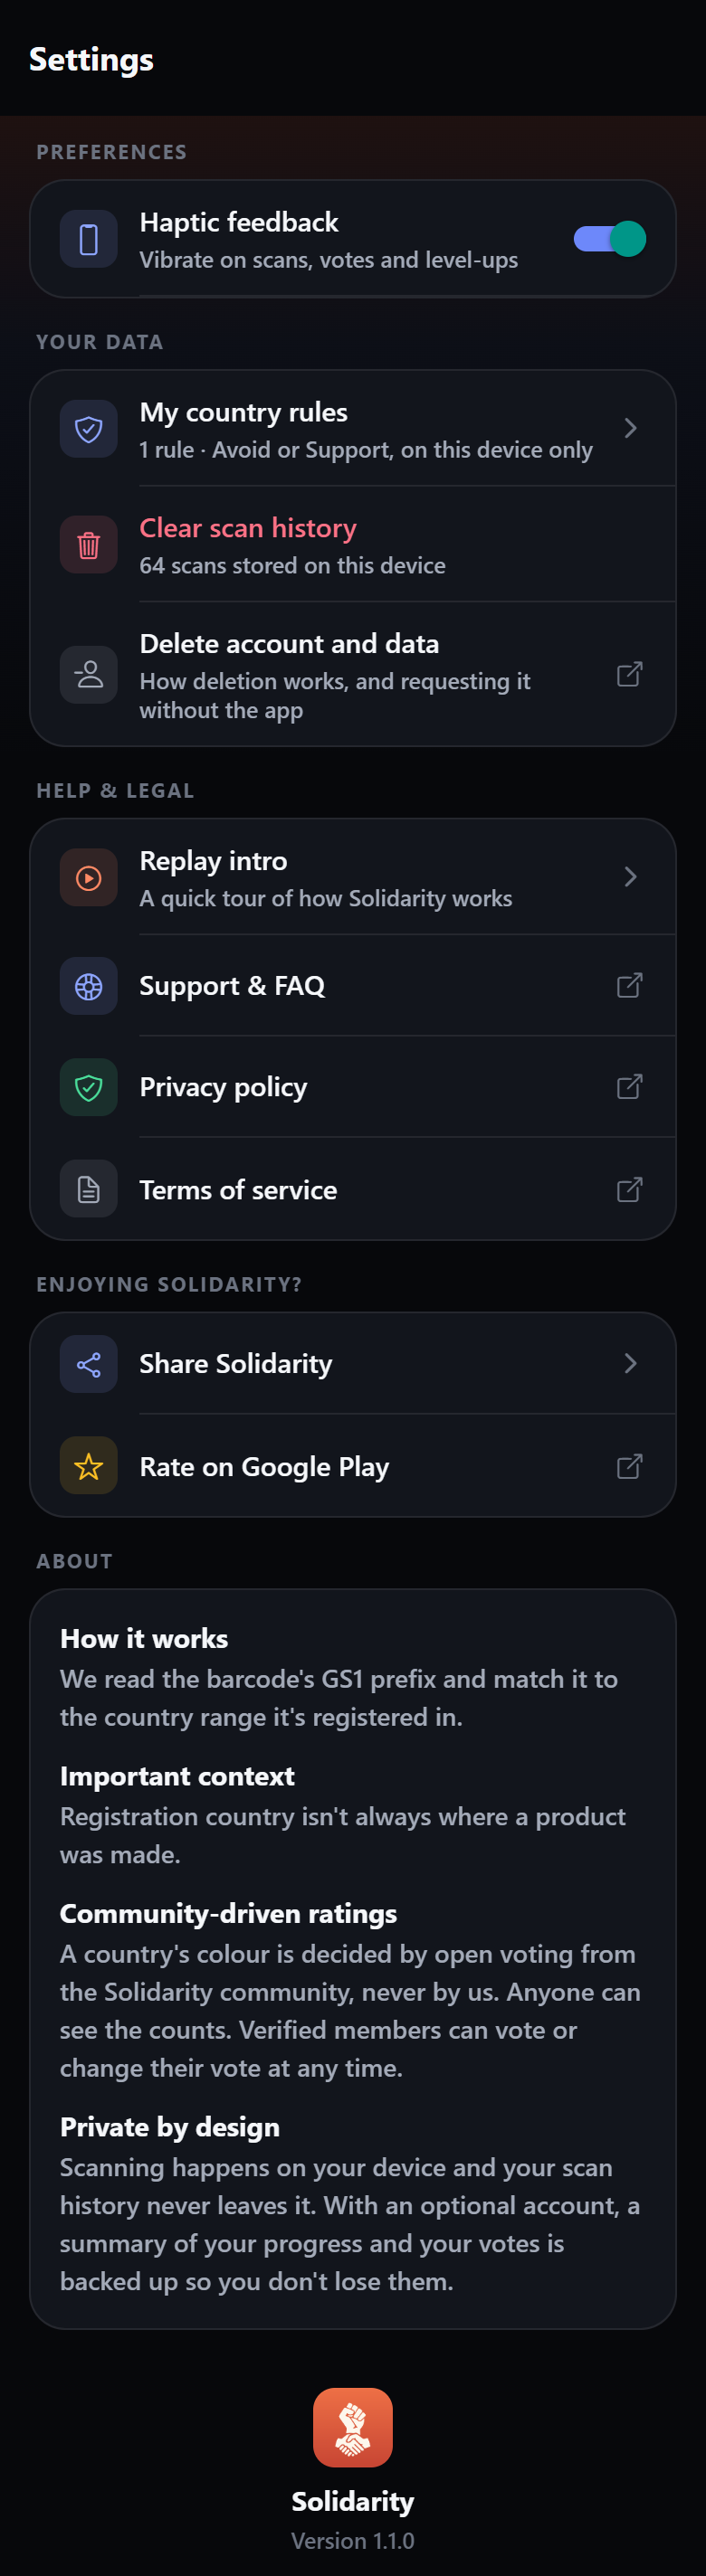 Settings
PREFERENCES
Haptic feedback
Vibrate on scans, votes and level-ups
YOUR DATA
My country rules
1 rule · Avoid or Support, on this device only
Clear scan history
64 scans stored on this device
Delete account and data
How deletion works, and requesting it
without the app
HELP & LEGAL
Replay intro
A quick tour of how Solidarity works
Support & FAQ
Privacy policy
Terms of service
ENJOYING SOLIDARITY?
Share Solidarity
Rate on Google Play
ABOUT
How it works
We read the barcode's GS1 prefix and match it to
the country range it's registered in.
Important context
Registration country isn't always where a product
was made.
Community-driven ratings
A country's colour is decided by open voting from
the Solidarity community, never by us. Anyone can
see the counts. Verified members can vote or
change their vote at any time.
Private by design
Scanning happens on your device and your scan
history never leaves it. With an optional account, a
summary of your progress and your votes is
backed up so you don't lose them.
Solidarity
Version 1.1.0